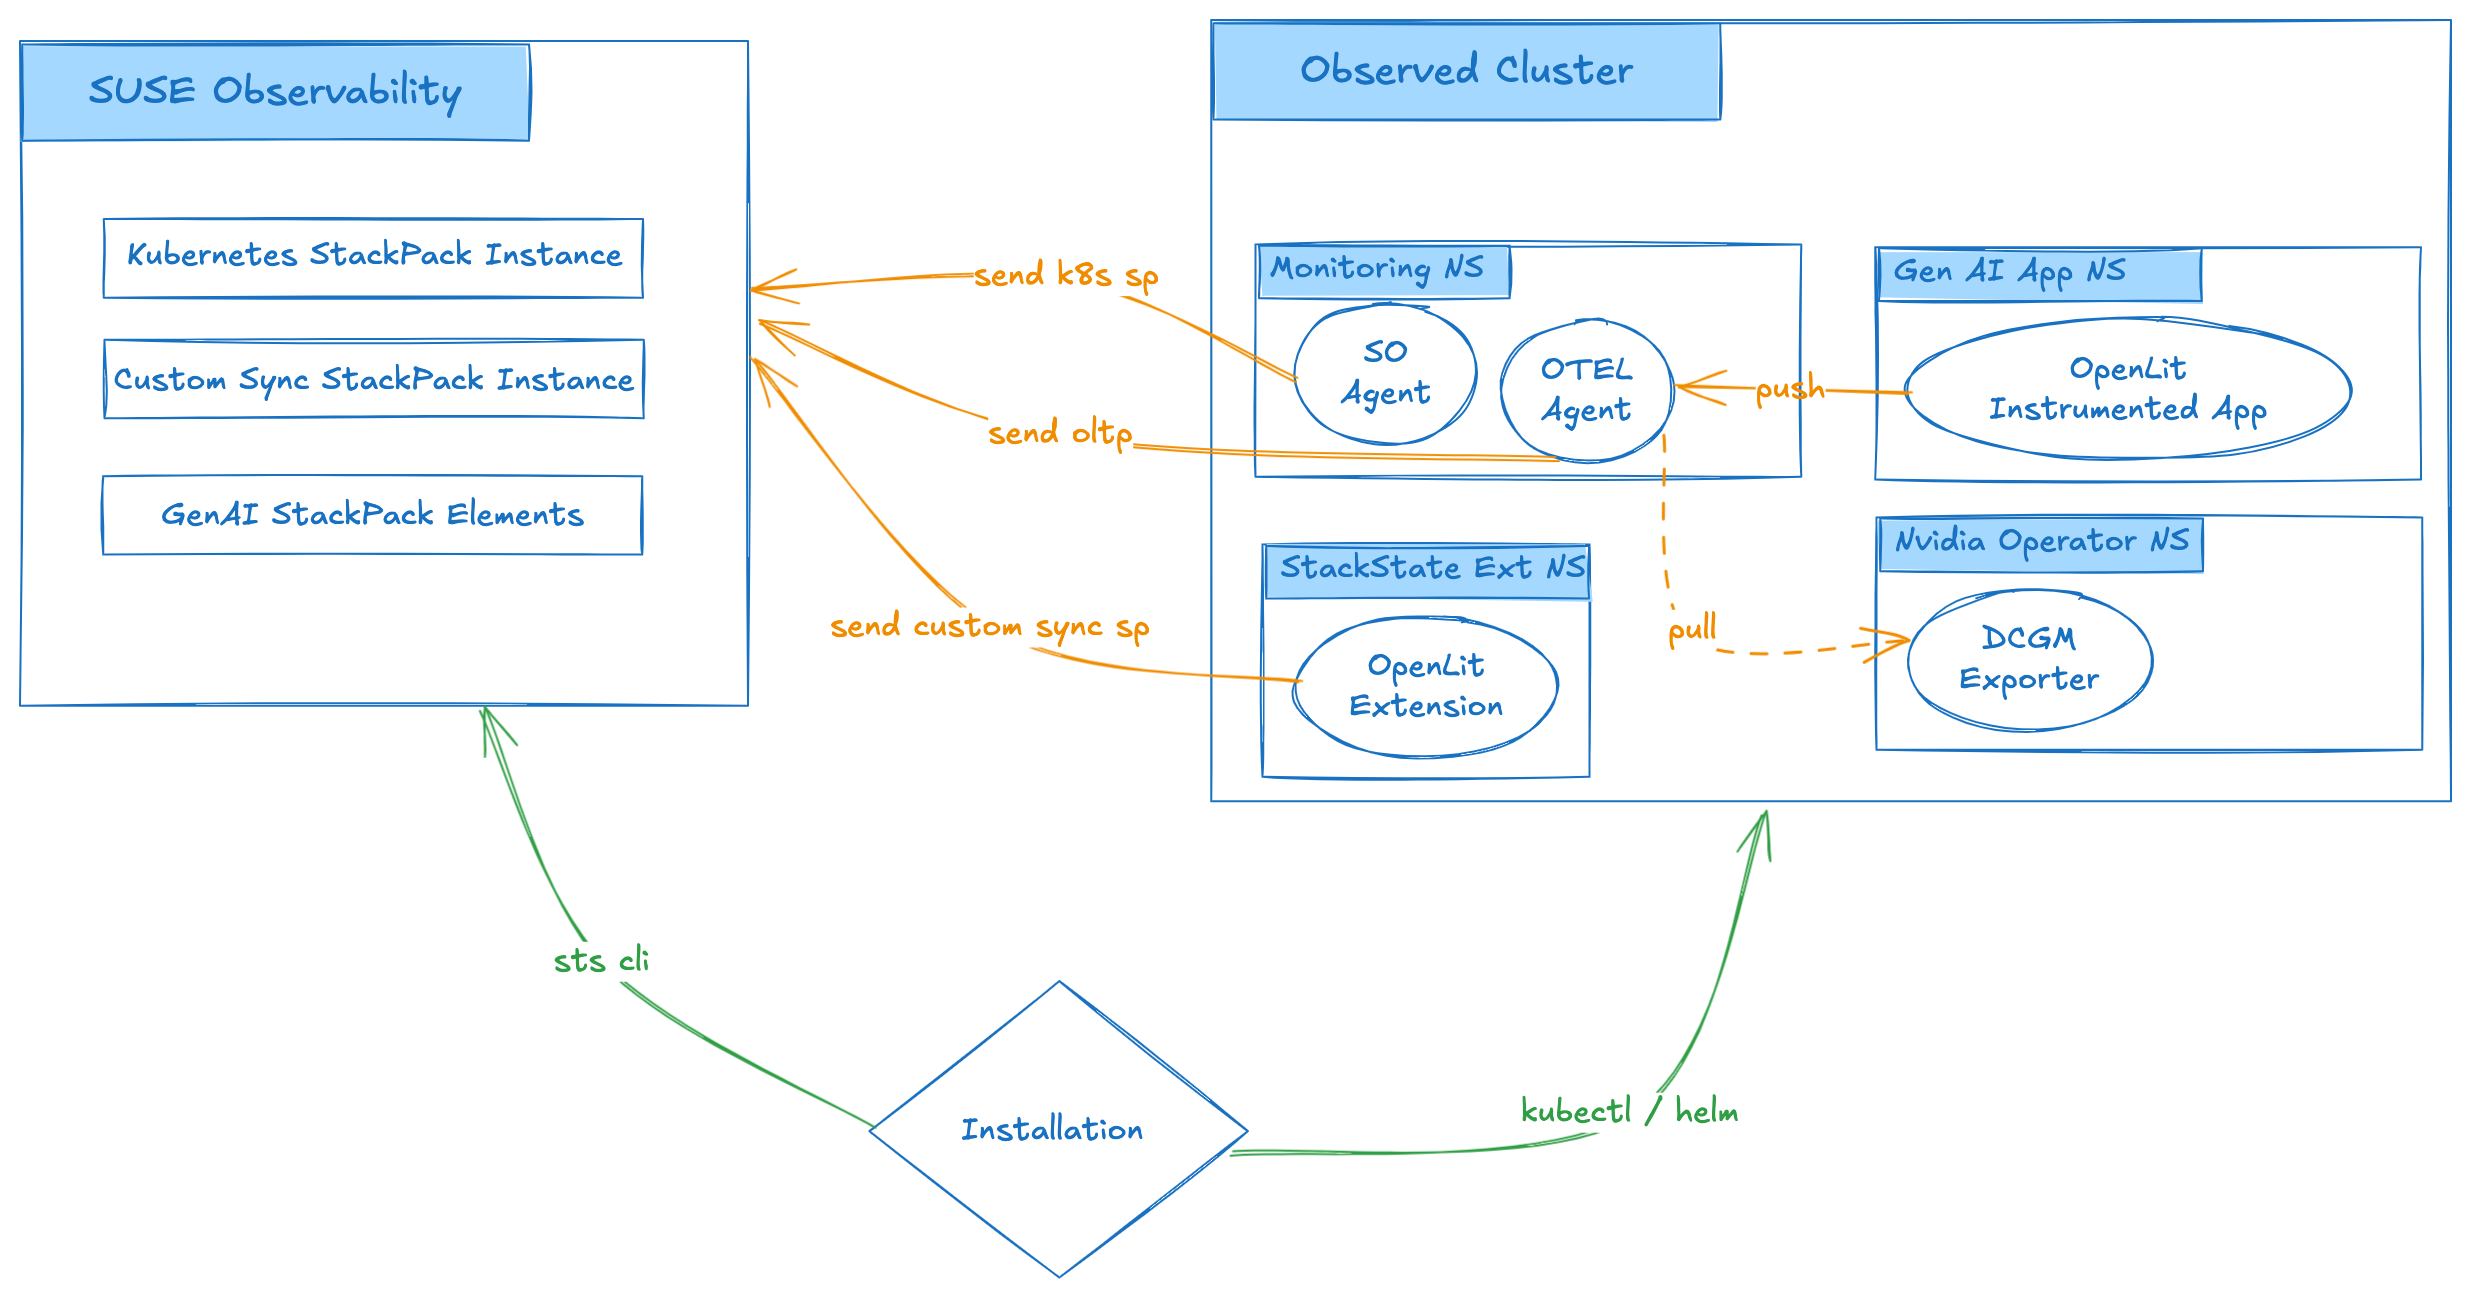 SUSE Observability
Kubernetes StackPack Instance
Custom Sync StackPack Instance
GenAI StackPack Elements
send k8s sp
send oltp
send custom sync sp
Observed Cluster
Monitoring NS
SO
Agent
OTEL
Agent
push
Gen AI App NS
OpenLit
Instrumented App
StackState Ext NS
OpenLit
Extension
pull
Nvidia Operator NS
DCGM
Exporter
sts cli
Installation
kubectl / helm